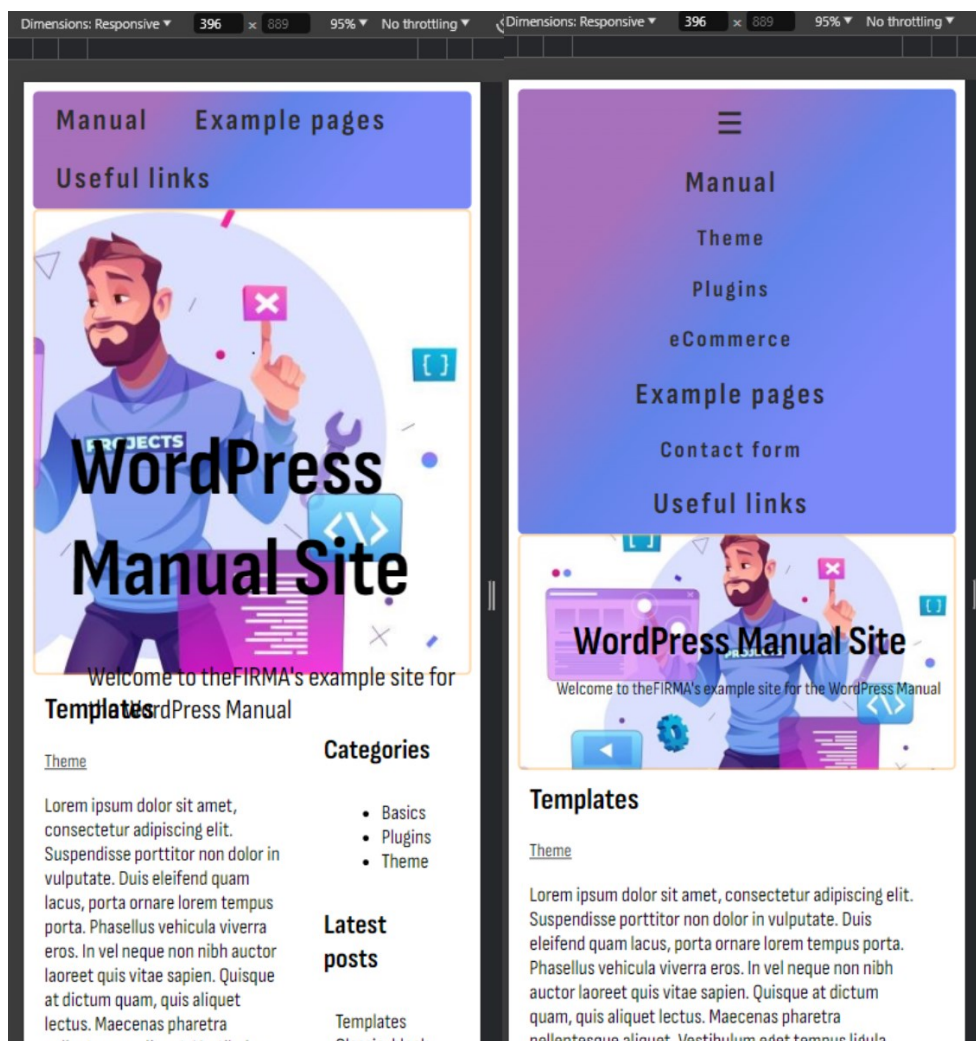 Dimensions: Responsive ▼ 396 × 889 95% ▼ No throttling ▼
Manual Example pages
Useful links
PROJECTS
WordPress
Manual Site
Welcome to theFIRMA's example site for
the WordPress Manual
Templates
Theme
Lorem ipsum dolor sit amet,
consectetur adipiscing elit.
Suspendisse porttitor non dolor in
vulputate. Duis eleifend quam
lacus, porta ornare lorem tempus
porta. Phasellus vehicula viverra
eros. In vel neque non nibh auctor
laoreet quis vitae sapien. Quisque
at dictum quam, quis aliquet
lectus. Maecenas pharetra
Categories
• Basics
• Plugins
• Theme
Latest
posts
Templates
Dimensions: Responsive ▼ 396 × 889 95% ▼ No throttling ▼
☰
Manual
Theme
Plugins
eCommerce
Example pages
Contact form
Useful links
WordPress Manual Site
PROJECTS
Welcome to theFIRMA's example site for the WordPress Manual
Templates
Theme
Lorem ipsum dolor sit amet, consectetur adipiscing elit.
Suspendisse porttitor non dolor in vulputate. Duis
eleifend quam lacus, porta ornare lorem tempus porta.
Phasellus vehicula viverra eros. In vel neque non nibh
auctor laoreet quis vitae sapien. Quisque at dictum
quam, quis aliquet lectus. Maecenas pharetra
pellentesque aliquet. Vestibulum eget tempus ligula